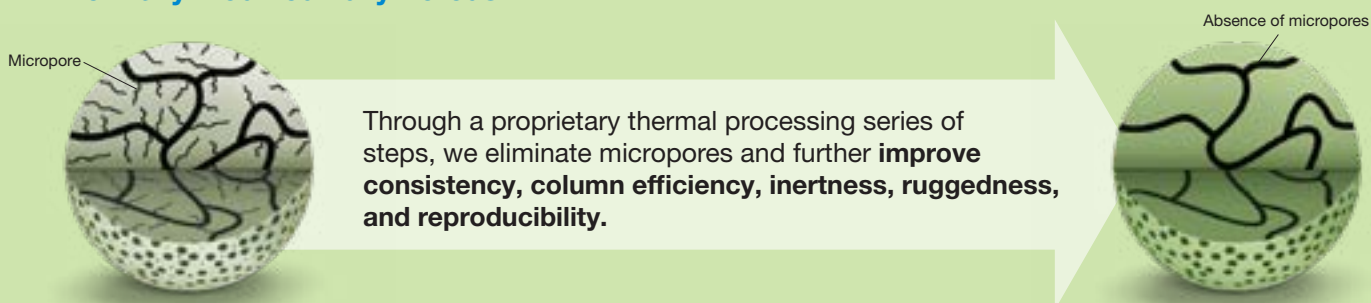 Absence of micropores
Micropore
Through a proprietary thermal processing series of
steps, we eliminate micropores and further improve
consistency, column efficiency, inertness, ruggedness,
and reproducibility.